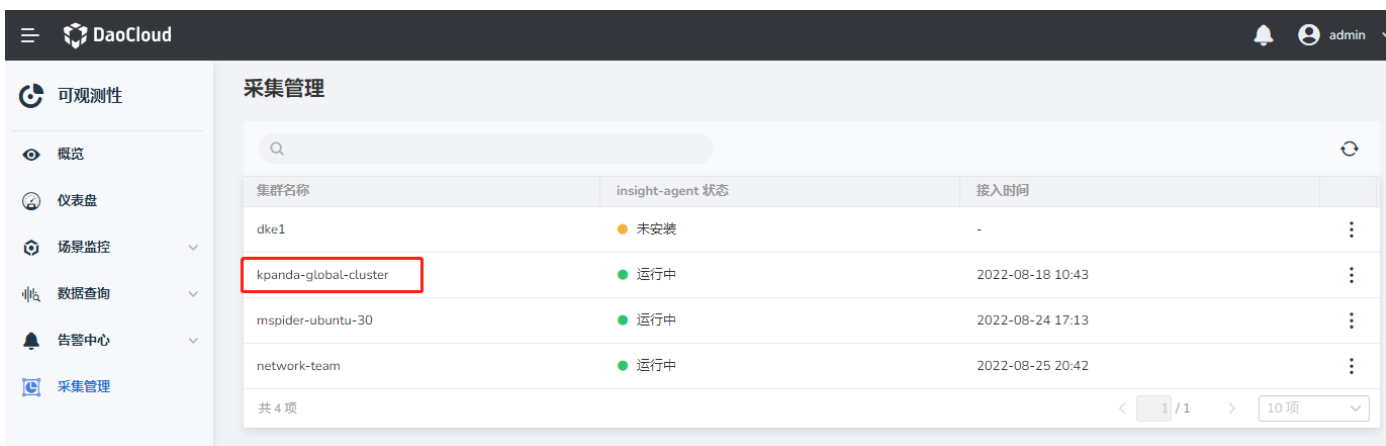 DaoCloud
admin
可观测性
概览
仪表盘
场景监控
数据查询
告警中心
采集管理
采集管理
集群名称 insight-agent 状态 接入时间
dke1 未安装 -
kpanda-global-cluster 运行中 2022-08-18 10:43
mspider-ubuntu-30 运行中 2022-08-24 17:13
network-team 运行中 2022-08-25 20:42
共 4 项 1 / 1 10 项